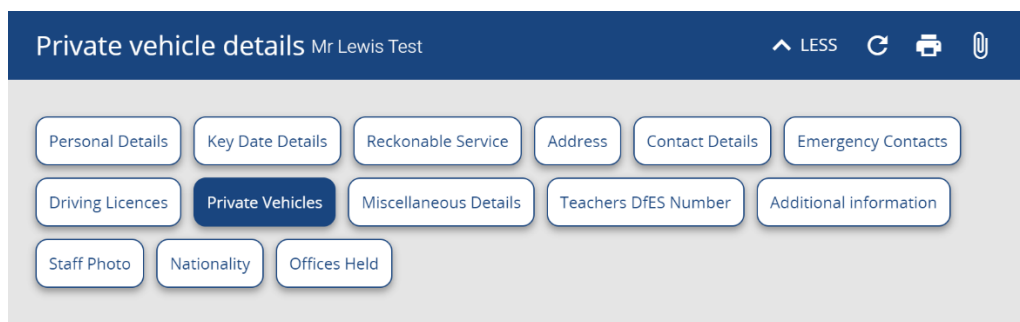 Private vehicle details Mr Lewis Test LESS
Personal Details Key Date Details Reckonable Service Address Contact Details Emergency Contacts
Driving Licences Private Vehicles Miscellaneous Details Teachers DfES Number Additional information
Staff Photo Nationality Offices Held